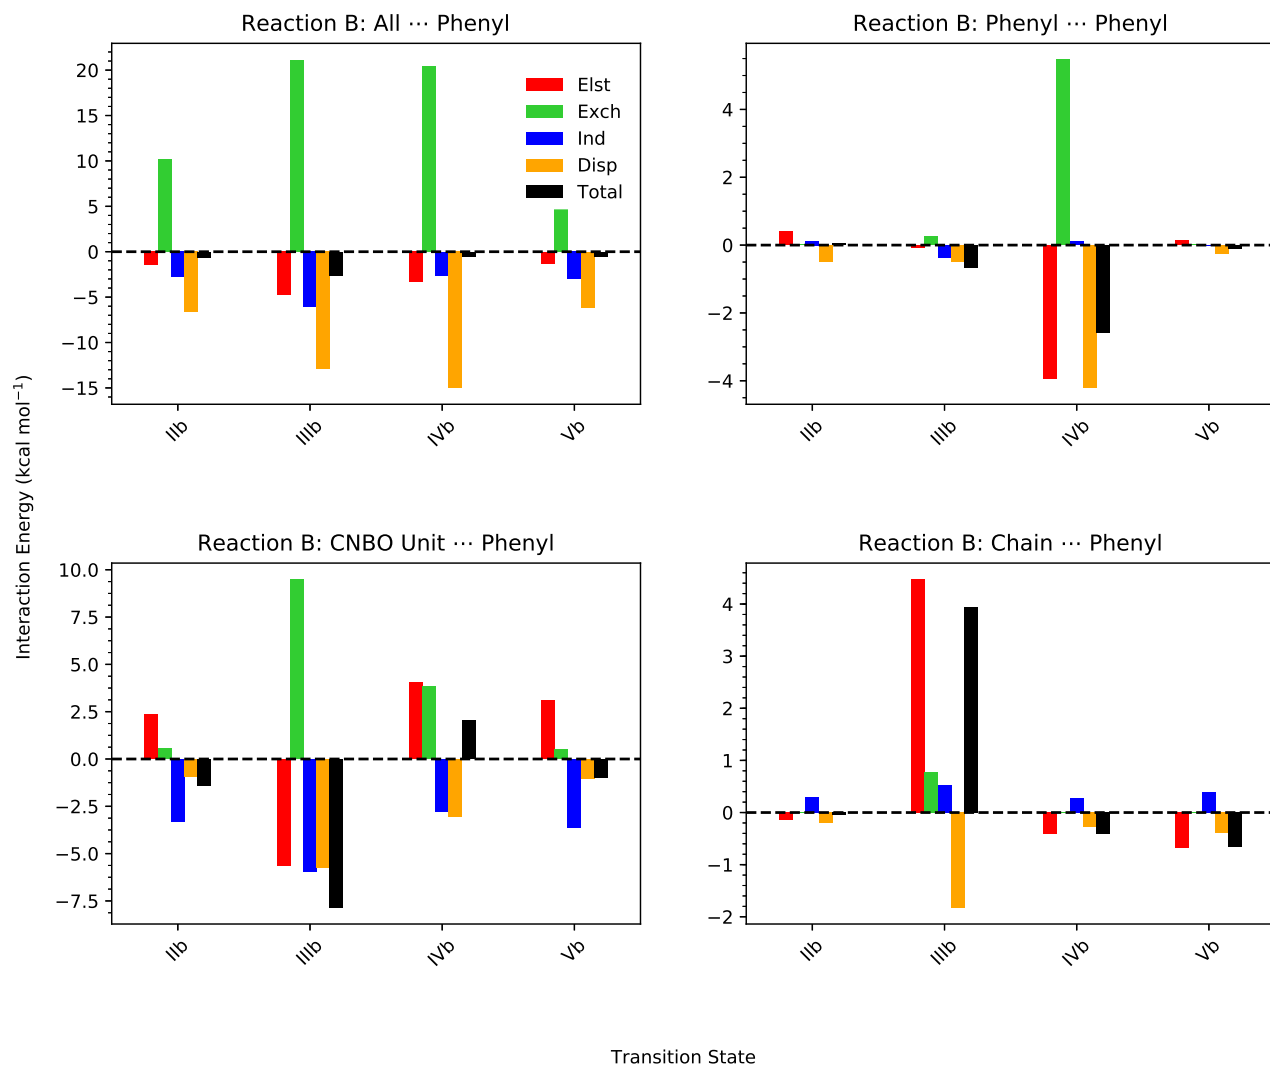 Reaction B: All ··· Phenyl
20
15
10
5
0
−5
−10
−15
Elst
Exch
Ind
Disp
Total
IIb
IIIb
IVb
Vb
Reaction B: Phenyl ··· Phenyl
4
2
0
−2
−4
IIb
IIIb
IVb
Vb
Interaction Energy (kcal mol⁻¹)
Reaction B: CNBO Unit ··· Phenyl
10.0
7.5
5.0
2.5
0.0
−2.5
−5.0
−7.5
IIb
IIIb
IVb
Vb
Reaction B: Chain ··· Phenyl
4
3
2
1
0
−1
−2
IIb
IIIb
IVb
Vb
Transition State